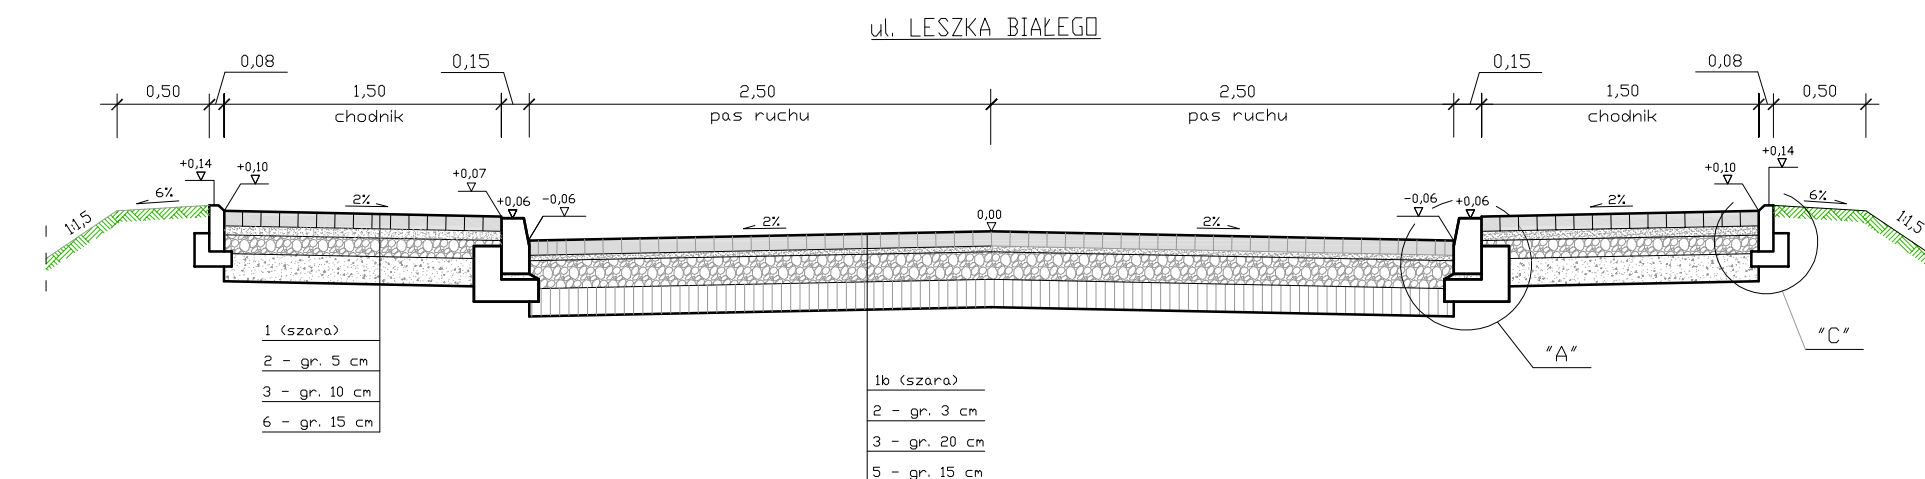 ul. LESZKA BIAŁEGO
0,08 0,15 0,15 0,08
0,50 1,50 2,50 2,50 1,50 0,50
chodnik pas ruchu pas ruchu chodnik
+0,14 +0,10 +0,07 +0,06 -0,06 0,00 -0,06 +0,06 +0,10 +0,14
1:1,5 6% 2% 2% 2% 2% 6% 1:1,5
1 (szara)
2 - gr. 5 cm
3 - gr. 10 cm
6 - gr. 15 cm
1b (szara)
2 - gr. 3 cm
3 - gr. 20 cm
5 - gr. 15 cm
"A"
"C"